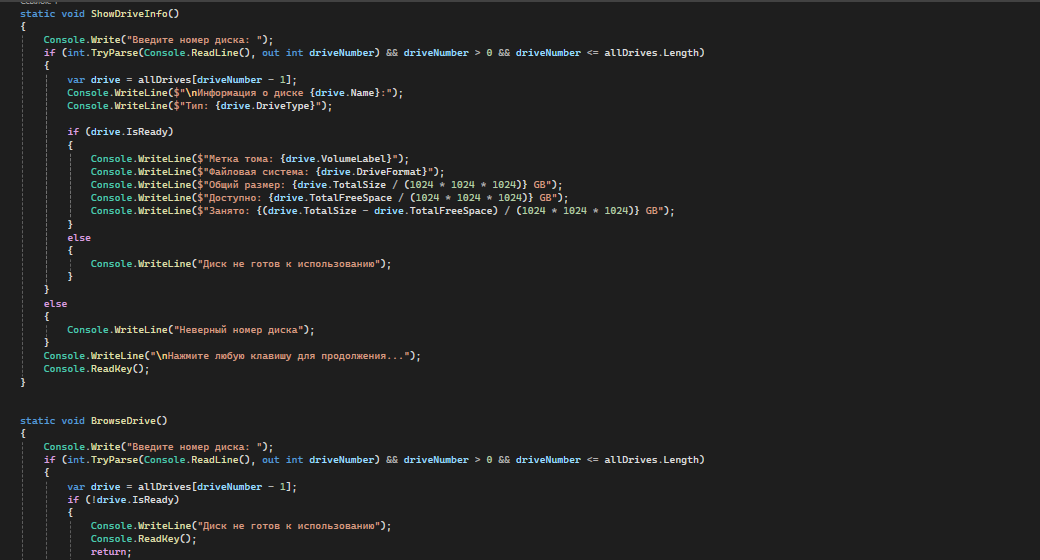 static void ShowDriveInfo()
{
    Console.Write("Введите номер диска: ");
    if (int.TryParse(Console.ReadLine(), out int driveNumber) && driveNumber > 0 && driveNumber <= allDrives.Length)
    {
        var drive = allDrives[driveNumber - 1];
        Console.WriteLine($"\nИнформация о диске {drive.Name}:");
        Console.WriteLine($"Тип: {drive.DriveType}");

        if (drive.IsReady)
        {
            Console.WriteLine($"Метка тома: {drive.VolumeLabel}");
            Console.WriteLine($"Файловая система: {drive.DriveFormat}");
            Console.WriteLine($"Общий размер: {drive.TotalSize / (1024 * 1024 * 1024)} GB");
            Console.WriteLine($"Доступно: {drive.TotalFreeSpace / (1024 * 1024 * 1024)} GB");
            Console.WriteLine($"Занято: {(drive.TotalSize - drive.TotalFreeSpace) / (1024 * 1024 * 1024)} GB");
        }
        else
        {
            Console.WriteLine("Диск не готов к использованию");
        }
    }
    else
    {
        Console.WriteLine("Неверный номер диска");
    }
    Console.WriteLine("\nНажмите любую клавишу для продолжения...");
    Console.ReadKey();
}

static void BrowseDrive()
{
    Console.Write("Введите номер диска: ");
    if (int.TryParse(Console.ReadLine(), out int driveNumber) && driveNumber > 0 && driveNumber <= allDrives.Length)
    {
        var drive = allDrives[driveNumber - 1];
        if (!drive.IsReady)
        {
            Console.WriteLine("Диск не готов к использованию");
            Console.ReadKey();
            return;